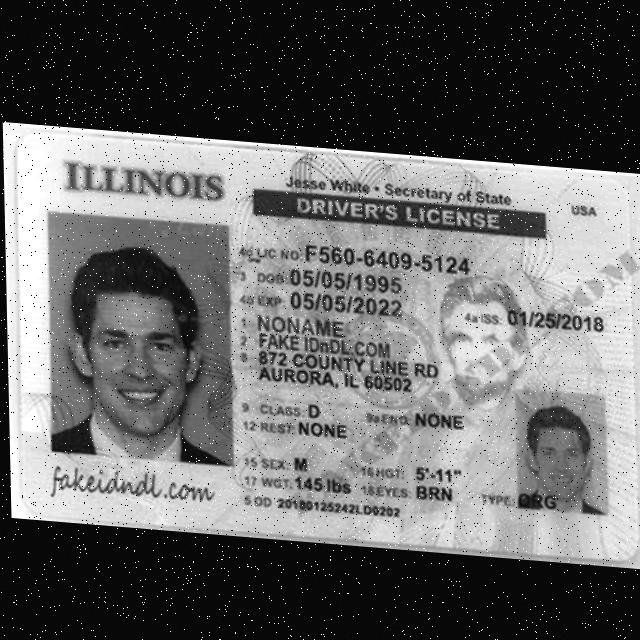 ILLINOIS
USA
Jesse White • Secretary of State
DRIVER'S LICENSE
4d LIC NO: F560-6409-5124
3 DOB: 05/05/1995
4b EXP: 05/05/2022
4a ISS: 01/25/2018
1 NONAME
2 FAKE IDnDL.COM
8 872 COUNTY LINE RD
AURORA, IL 60502
9 CLASS: D
9a END: NONE
12 REST: NONE
15 SEX: M
16 HGT: 5'-11"
17 WGT: 145 lbs
18 EYES: BRN
TYPE: ORG
5 DD 20180125242LD0202
fakeidndl.com